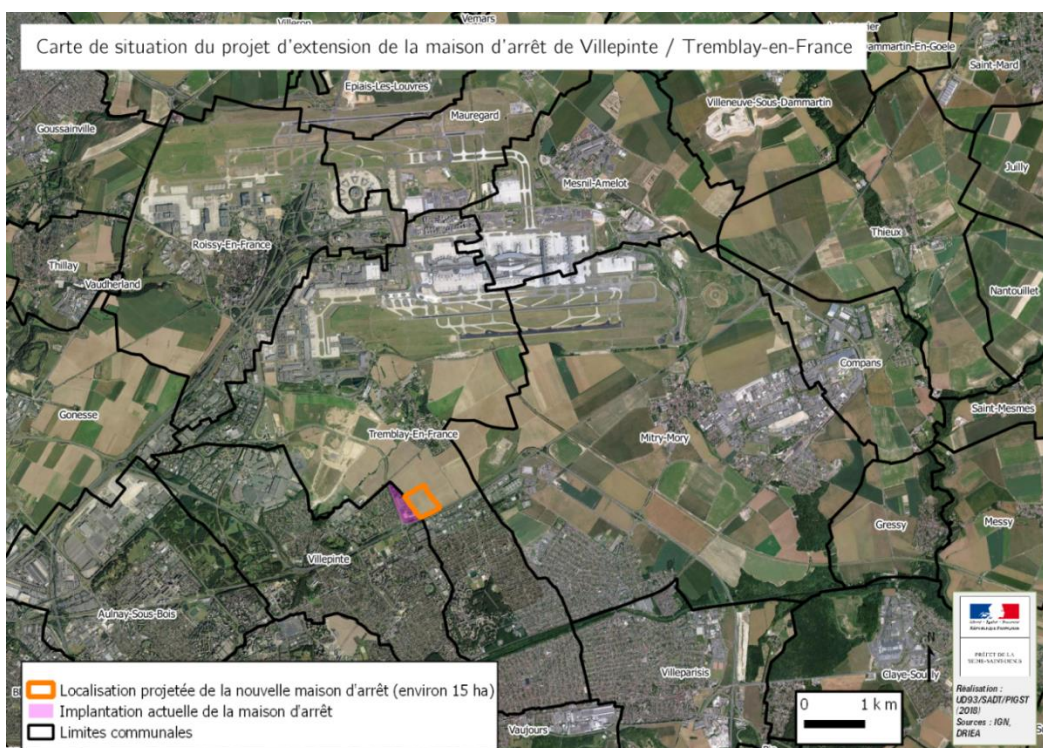 Villeron
Vémars
Carte de situation du projet d'extension de la maison d'arrêt de Villepinte / Tremblay-en-France
Dammartin-En-Goele
Saint-Mard
Epiais-Les-Louvres
Villeneuve-Sous-Dammartin
Mauregard
Goussainville
Juilly
Mesnil-Amelot
Thieux
Roissy-En-France
Thillay
Vaudherland
Nantouillet
Compans
Saint-Mesmes
Gonesse
Tremblay-En-France
Mitry-Mory
Gressy
Messy
Villepinte
Aulnay-Sous-Bois
Villeparisis
Claye-Souilly
N
Vaujours
Localisation projetée de la nouvelle maison d'arrêt (environ 15 ha)
Implantation actuelle de la maison d'arrêt
Limites communales
0 1 km
PRÉFET DE LA
SEINE-SAINT-DENIS
Réalisation :
UD93/SADT/PIGST
(2018)
Sources : IGN,
DRIEA